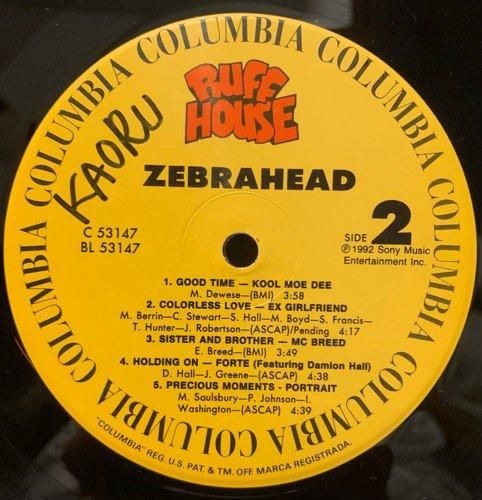 COLUMBIA COLUMBIA COLUMBIA COLUMBIA COLUMBIA COLUMBIA
RUFF
HOUSE
KAORU
ZEBRAHEAD
C 53147
BL 53147
SIDE 2
℗1992 Sony Music
Entertainment Inc.
1. GOOD TIME — KOOL MOE DEE
M. Dewese—(BMI) 3:58
2. COLORLESS LOVE — EX GIRLFRIEND
M. Berrin— C. Stewart— S. Hall— M. Boyd— S. Francis—
T. Hunter— J. Robertson—(ASCAP)/Pending 4:17
3. SISTER AND BROTHER — MC BREED
E. Breed—(BMI) 3:49
4. HOLDING ON — FORTE (Featuring Damion Hall)
D. Hall— J. Greene—(ASCAP) 4:38
5. PRECIOUS MOMENTS - PORTRAIT
M. Saulsbury— P. Johnson— I.
Washington—(ASCAP) 4:39
"COLUMBIA" REG. U.S. PAT. & TM. OFF. MARCA REGISTRADA.